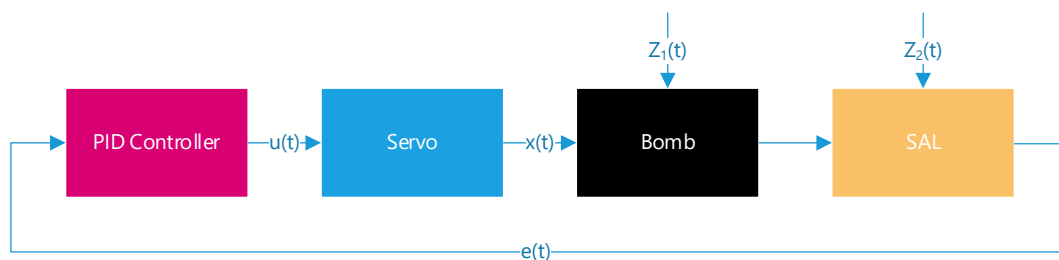 Z₁(t)
Z₂(t)
PID Controller
u(t)
Servo
x(t)
Bomb
SAL
e(t)